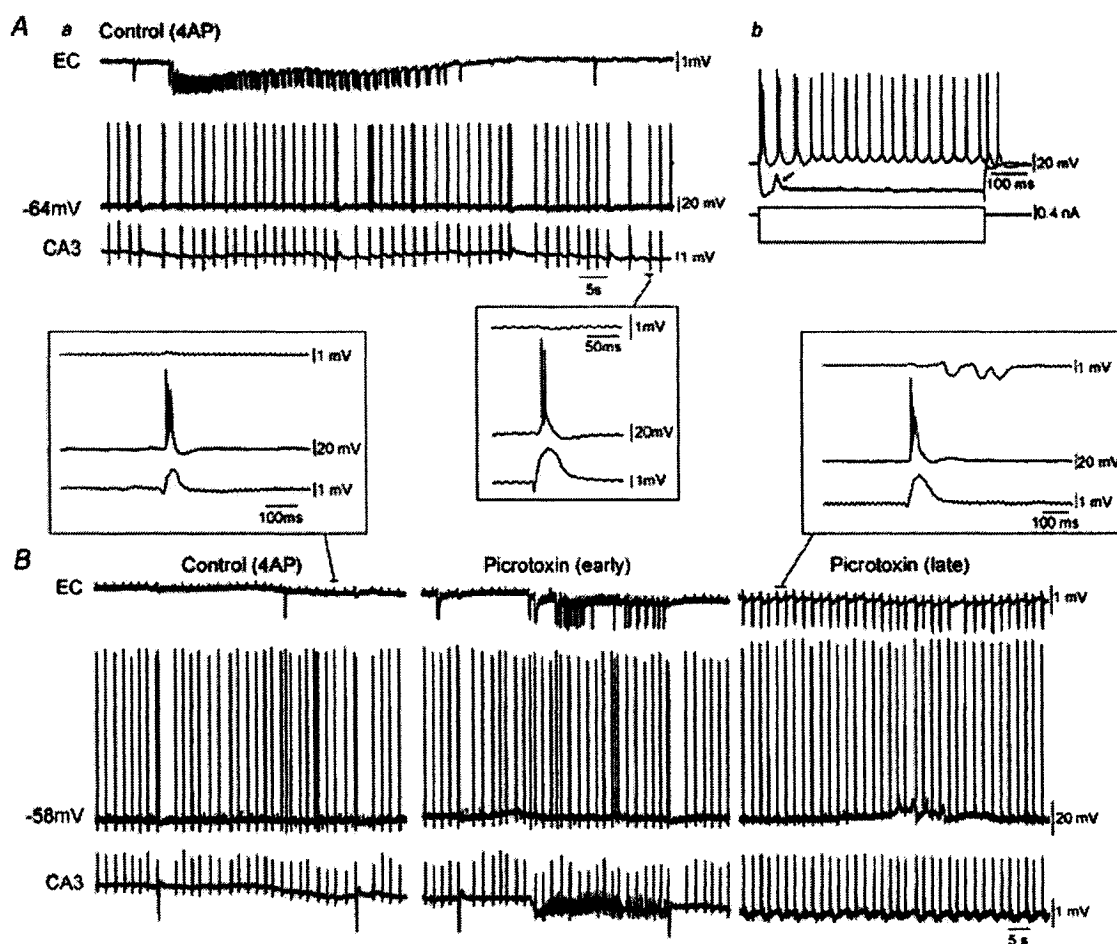 A a Control (4AP)
EC
1mV
-64mV
20 mV
CA3
1 mV
5s
b
20 mV
100 ms
0.4 nA
1 mV
20 mV
1 mV
100ms
1mV
50ms
20mV
1mV
1 mV
20 mV
1 mV
100 ms
B
Control (4AP) Picrotoxin (early) Picrotoxin (late)
EC
1 mV
-58mV
20 mV
CA3
1 mV
5 s